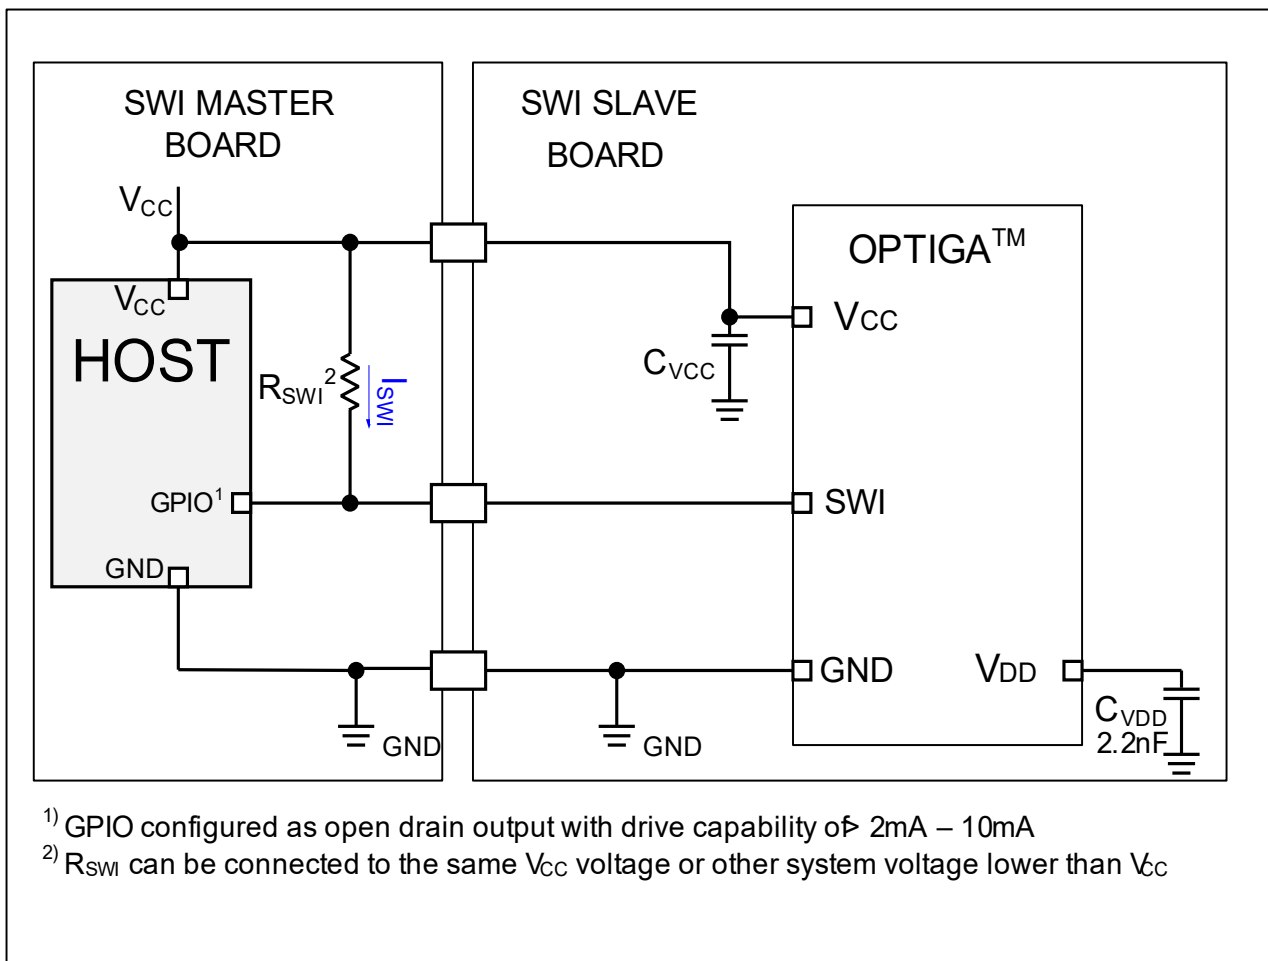 SWI MASTER
BOARD
SWI SLAVE
BOARD
VCC
VCC
HOST
RSWI2
ISWI
GPIO1
GND
GND
OPTIGATM
VCC
CVCC
SWI
GND
VDD
GND
CVDD
2.2nF
1) GPIO configured as open drain output with drive capability of> 2mA – 10mA
2) RSWI can be connected to the same VCC voltage or other system voltage lower than VCC